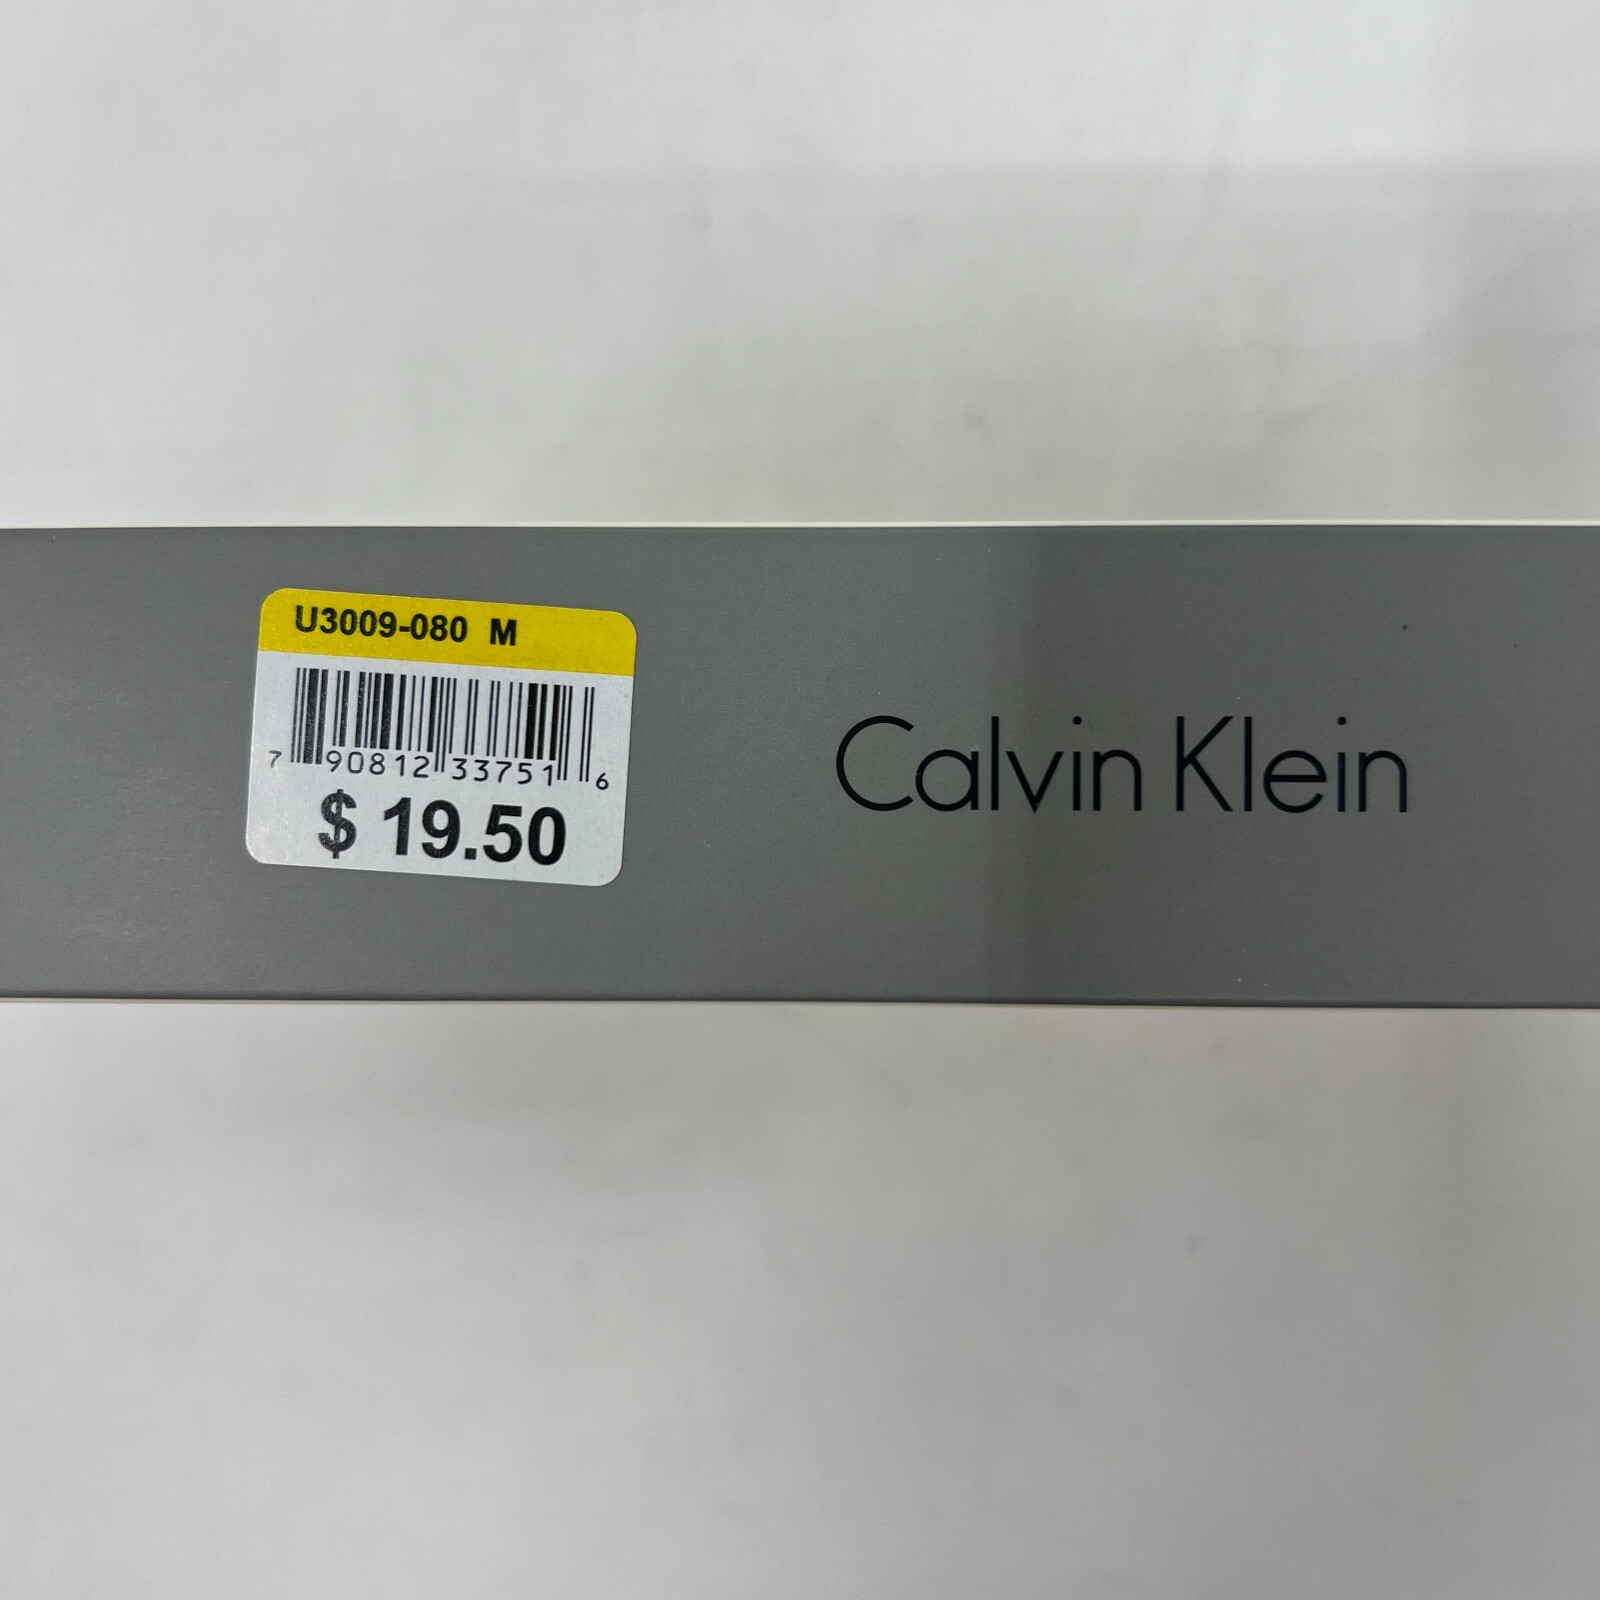 U3009-080 M
7 90812 33751 6
$ 19.50
Calvin Klein